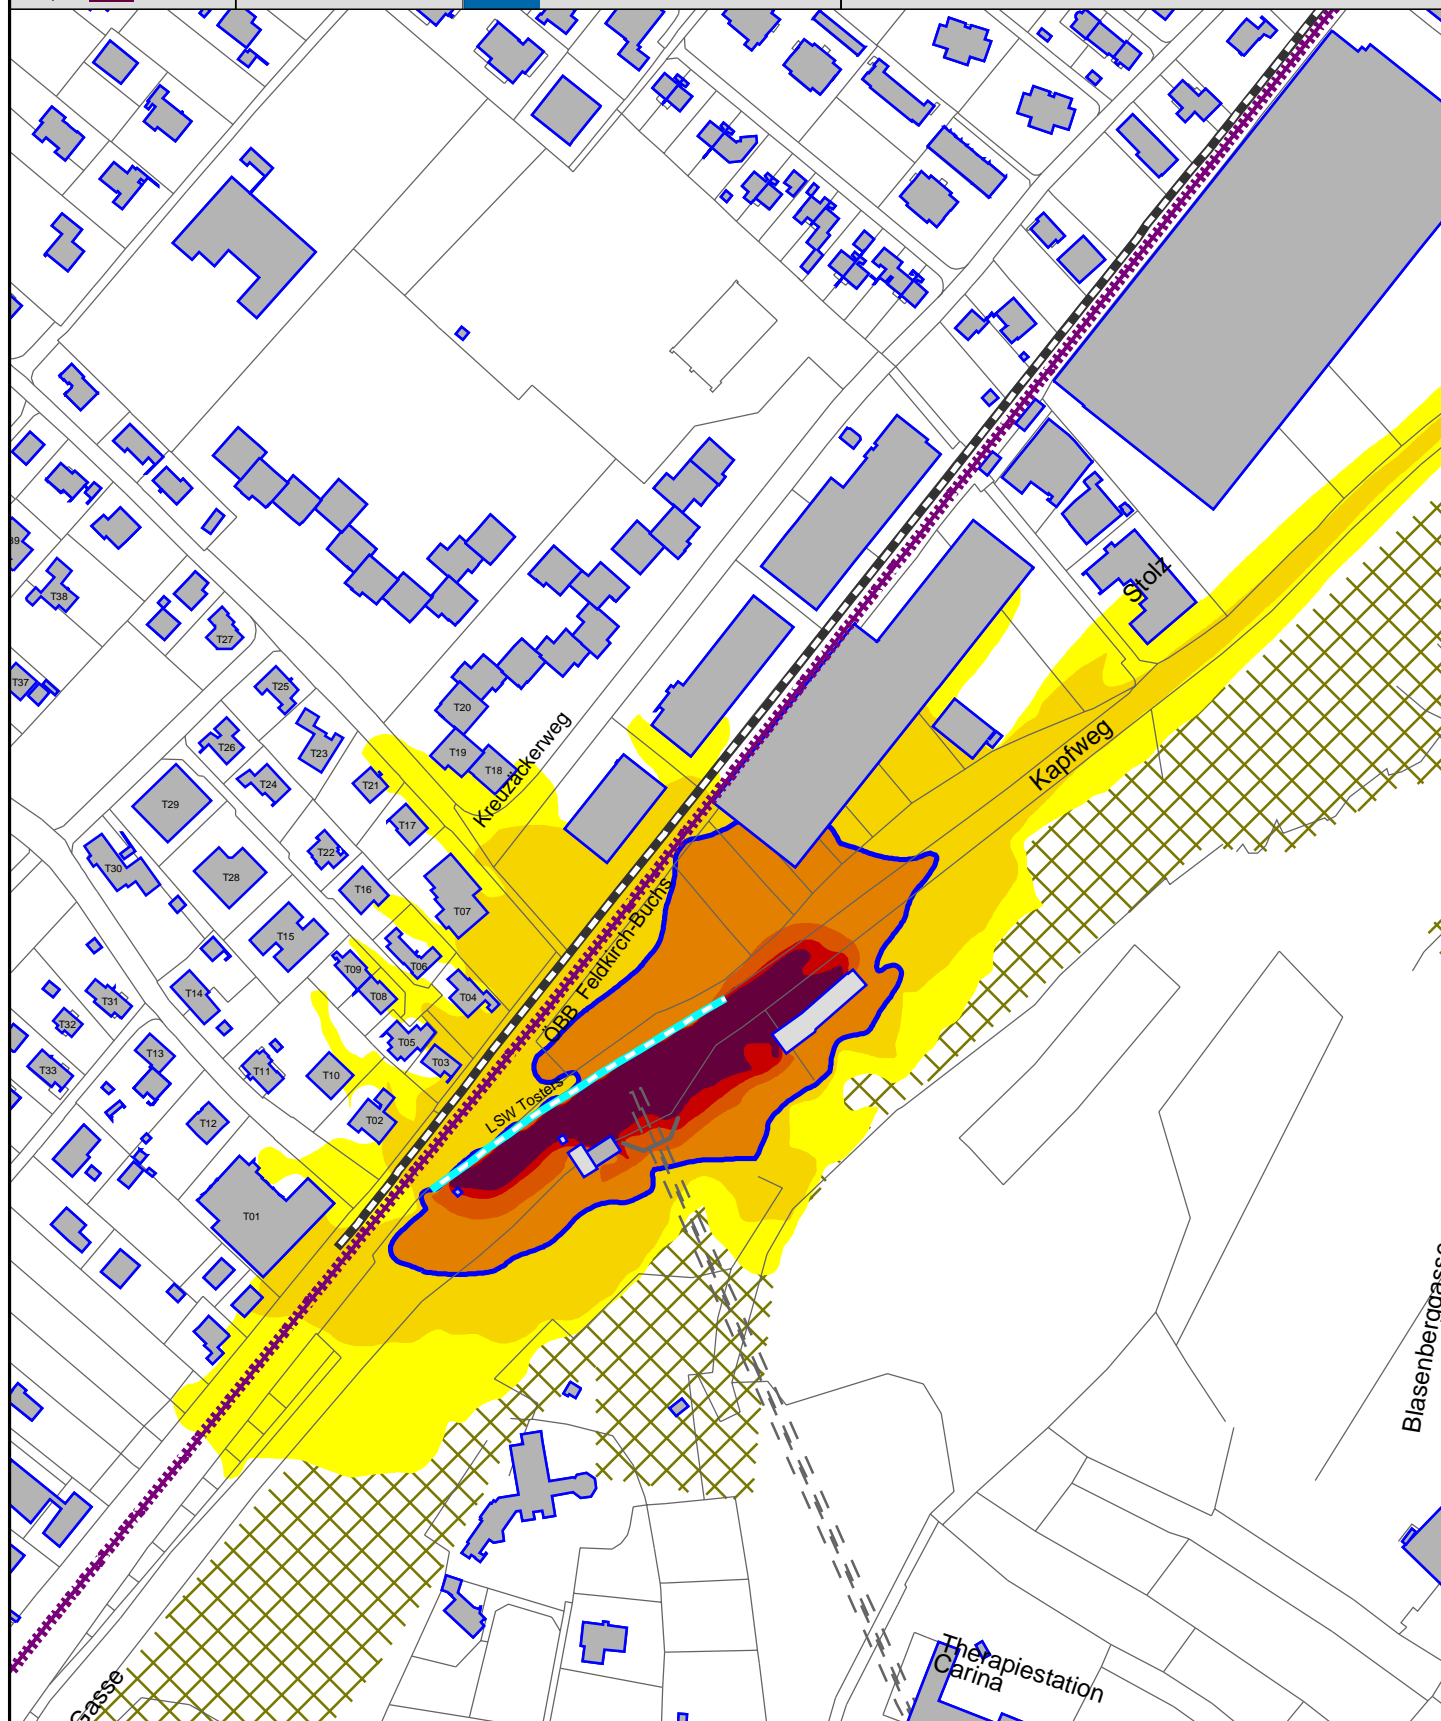 Stolz
39
T38
T27
T37
T25
T20
T26
T23
T19
Kreuzäckerweg
T18
Kapfweg
T24
T21
T29
T17
T22
T30
T28
T16
T07
T15
ÖBB Feldkirch-Buchs
T06
T09
T14
T08
T04
T31
T32
T05
T13
T03
T33
T11
T10
LSW Tosters
T02
T12
T01
Blasenberggasse
Therapiestation
Carina
Gasse